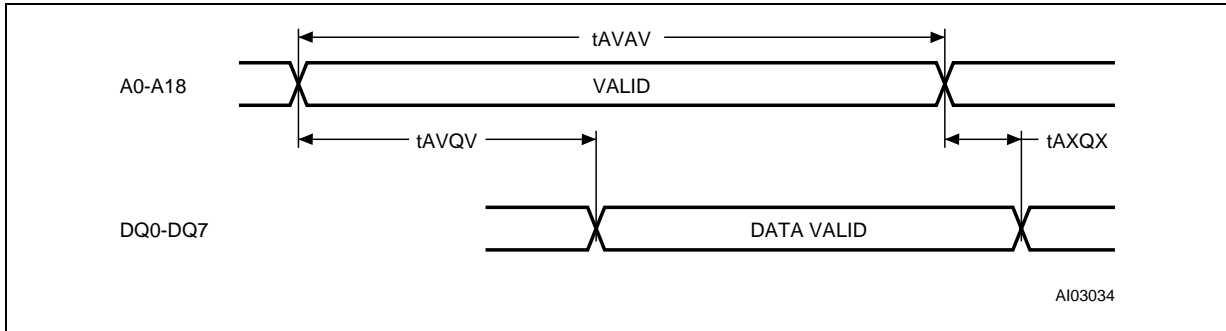 tAVAV
A0-A18
VALID
tAVQV
tAXQX
DQ0-DQ7
DATA VALID
AI03034